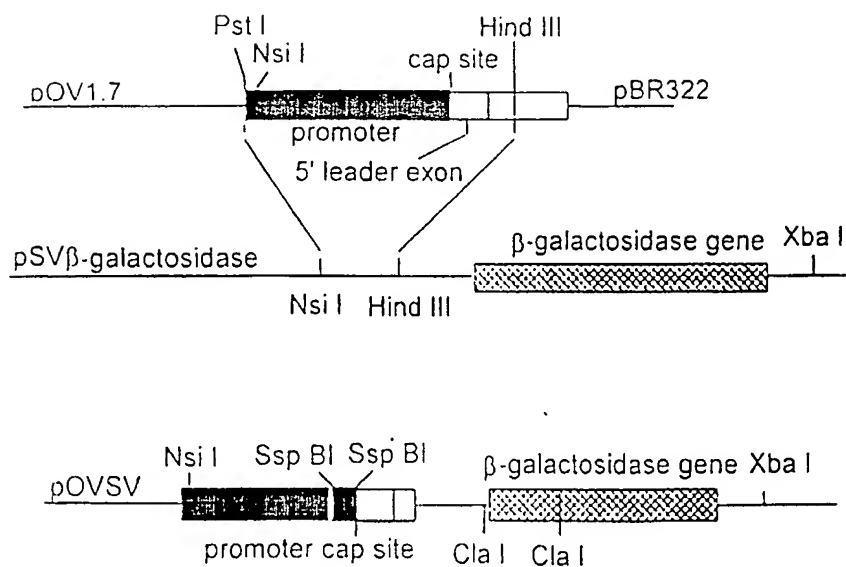 Pst I
Hind III
Nsi I
cap site
pOV1.7
pBR322
promoter
5' leader exon
pSVβ-galactosidase
β-galactosidase gene
Xba I
Nsi I
Hind III
Nsi I
Ssp BI
Ssp BI
β-galactosidase gene
Xba I
pOVSV
promoter
cap site
Cla I
Cla I